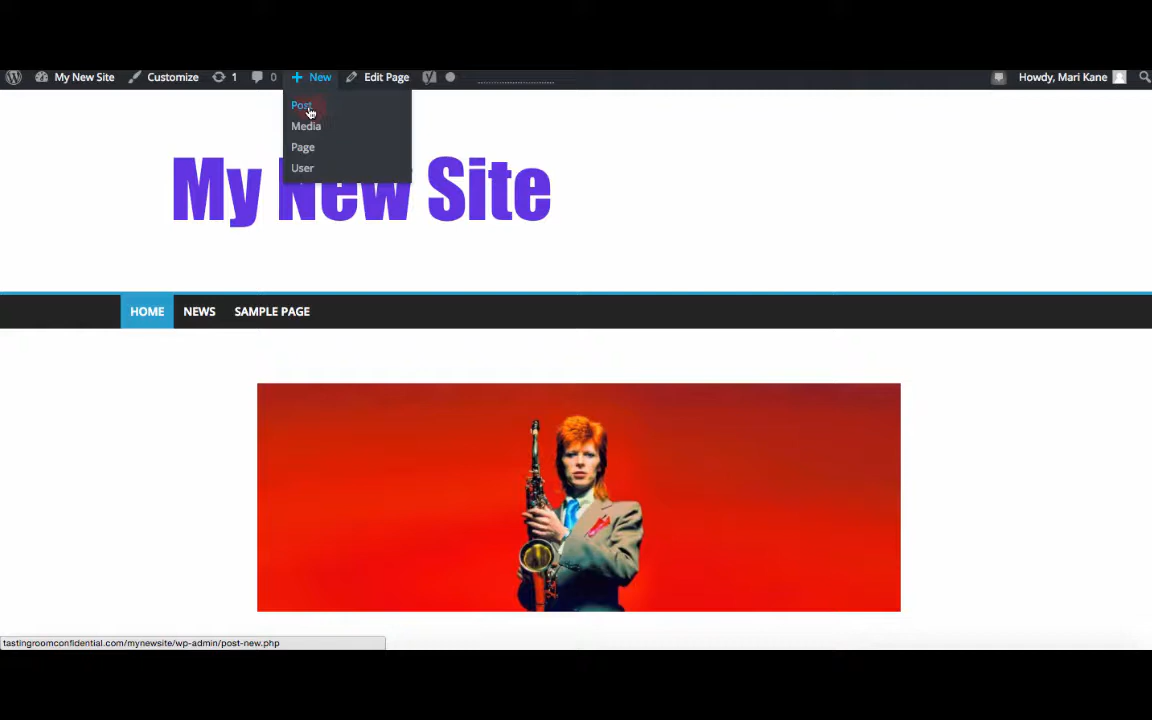 My New Site Customize 1 0 New Edit Page Howdy, Mari Kane
Post
Media
Page
User
My New Site
HOME NEWS SAMPLE PAGE
tastingroomconfidential.com/mynewsite/wp-admin/post-new.php